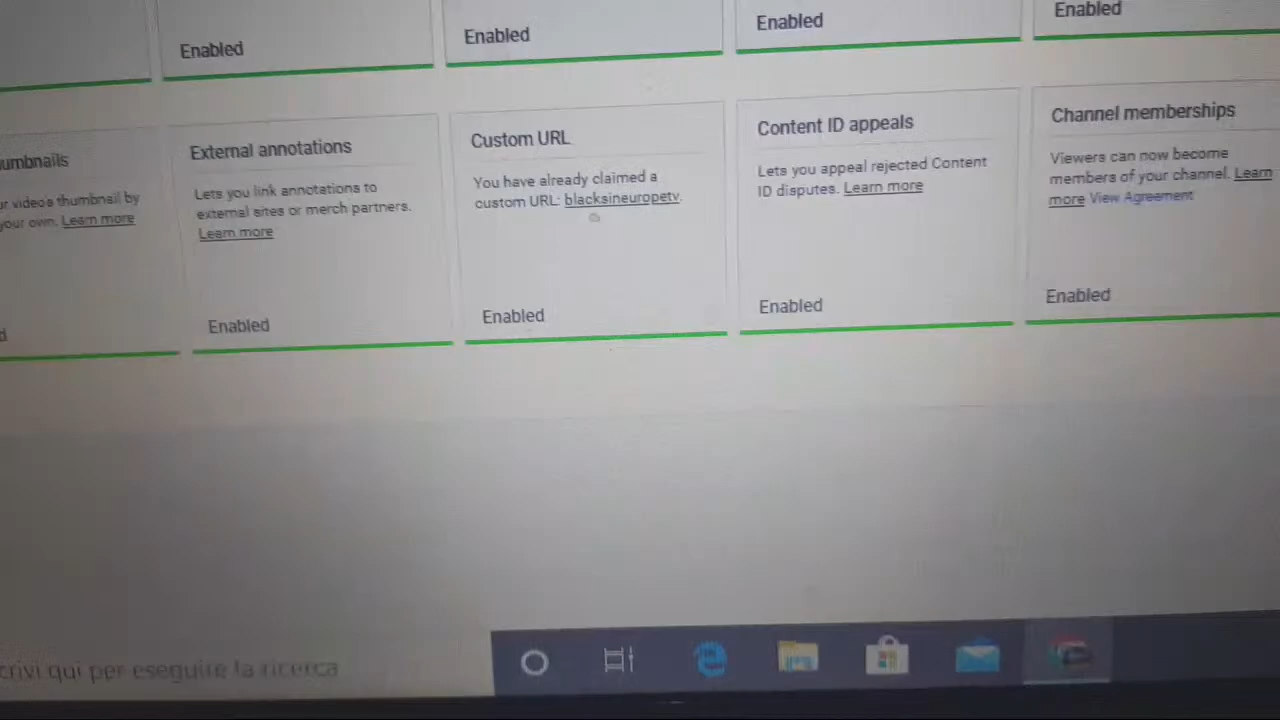 Enabled
Enabled
Enabled
Enabled
umbnails
r video's thumbnail by
your own. Learn more
d
External annotations
Lets you link annotations to
external sites or merch partners.
Learn more
Enabled
Custom URL
You have already claimed a
custom URL: blacksineuropetv.
Enabled
Content ID appeals
Lets you appeal rejected Content
ID disputes. Learn more
Enabled
Channel memberships
Viewers can now become
members of your channel. Learn
more View Agreement
Enabled
crivi qui per eseguire la ricerca